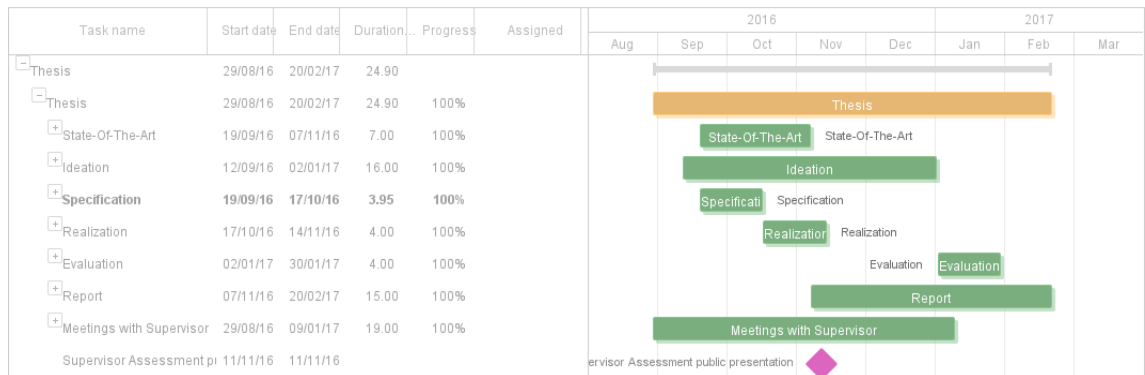 2016 2017
Task name Start date End date Duration... Progress Assigned
Aug Sep Oct Nov Dec Jan Feb Mar
Thesis 29/08/16 20/02/17 24.90
Thesis 29/08/16 20/02/17 24.90 100% Thesis
State-Of-The-Art 19/09/16 07/11/16 7.00 100% State-Of-The-Art State-Of-The-Art
Ideation 12/09/16 02/01/17 16.00 100% Ideation
Specification 19/09/16 17/10/16 3.95 100% Specificati Specification
Realization 17/10/16 14/11/16 4.00 100% Realization Realization
Evaluation 02/01/17 30/01/17 4.00 100% Evaluation Evaluation
Report 07/11/16 20/02/17 15.00 100% Report
Meetings with Supervisor 29/08/16 09/01/17 19.00 100% Meetings with Supervisor
Supervisor Assessment pu 11/11/16 11/11/16 ervisor Assessment public presentation